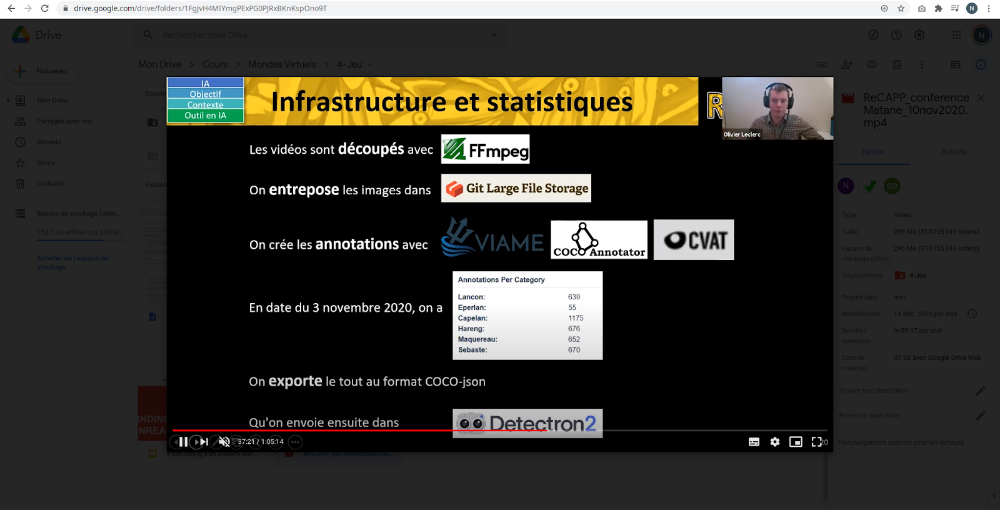 drive.google.com/drive/folders/1FgJvH4MIYmgPExPG0PJRxBKnKspOno9T
N
Drive
Rechercher dans Drive
N
Nouveau
Mon Drive > Cours > Mondes Virtuels > 4-Jeu
Mon Drive
Partagés avec moi
Récents
Suivis
Corbeille
Espace de stockage (utilis...
150,7 Go utilisés sur 200 Go
Acheter de l'espace de
stockage
Dossie
Fichier
IA
Objectif
Contexte
Outil en IA
Infrastructure et statistiques
R
Olivier Leclerc
Les vidéos sont découpés avec FFmpeg
On entrepose les images dans Git Large File Storage
On crée les annotations avec VIAME COCO Annotator CVAT
En date du 3 novembre 2020, on a
Annotations Per Category
Lancon: 639
Eperlan: 55
Capelan: 1175
Hareng: 676
Maquereau: 652
Sebaste: 670
On exporte le tout au format COCO-json
Qu'on envoie ensuite dans Detectron2
37:21 / 1:05:14
20
INDING
NREA
ReCAPP_conferenceMatane...
ReCAPP_conference
Matane_10nov2020.
mp4
Détails
Activité
N
Type Vidéo
Taille 296 Mo (310 755 341 octets)
Espace de
stockage utilisé 296 Mo (310 755 341 octets)
Emplacement 4-Jeu
Propriétaire moi
Modification : 11 déc. 2020 par moi
Dernière
ouverture : le 08:17 par moi
Date de
création : 07:58 avec Google Drive Web
Ajouter une description
Pistes de sous-titres
Téléchargement autorisé pour les lecteurs